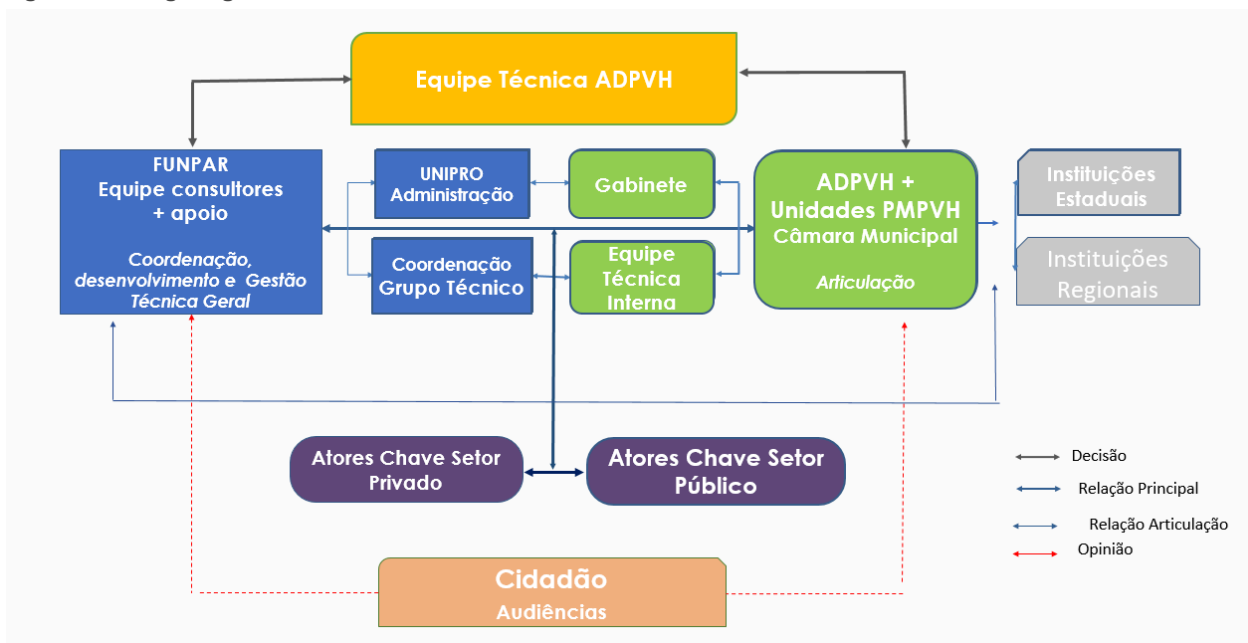 Equipe Técnica ADPVH
FUNPAR
Equipe consultores
+ apoio
Coordenação,
desenvolvimento e Gestão
Técnica Geral
UNIPRO
Administração
Gabinete
Coordenação
Grupo Técnico
Equipe
Técnica
Interna
ADPVH +
Unidades PMPVH
Câmara Municipal
Articulação
Instituições
Estaduais
Instituições
Regionais
Atores Chave Setor
Privado
Atores Chave Setor
Público
Decisão
Relação Principal
Relação Articulação
Opinião
Cidadão
Audiências